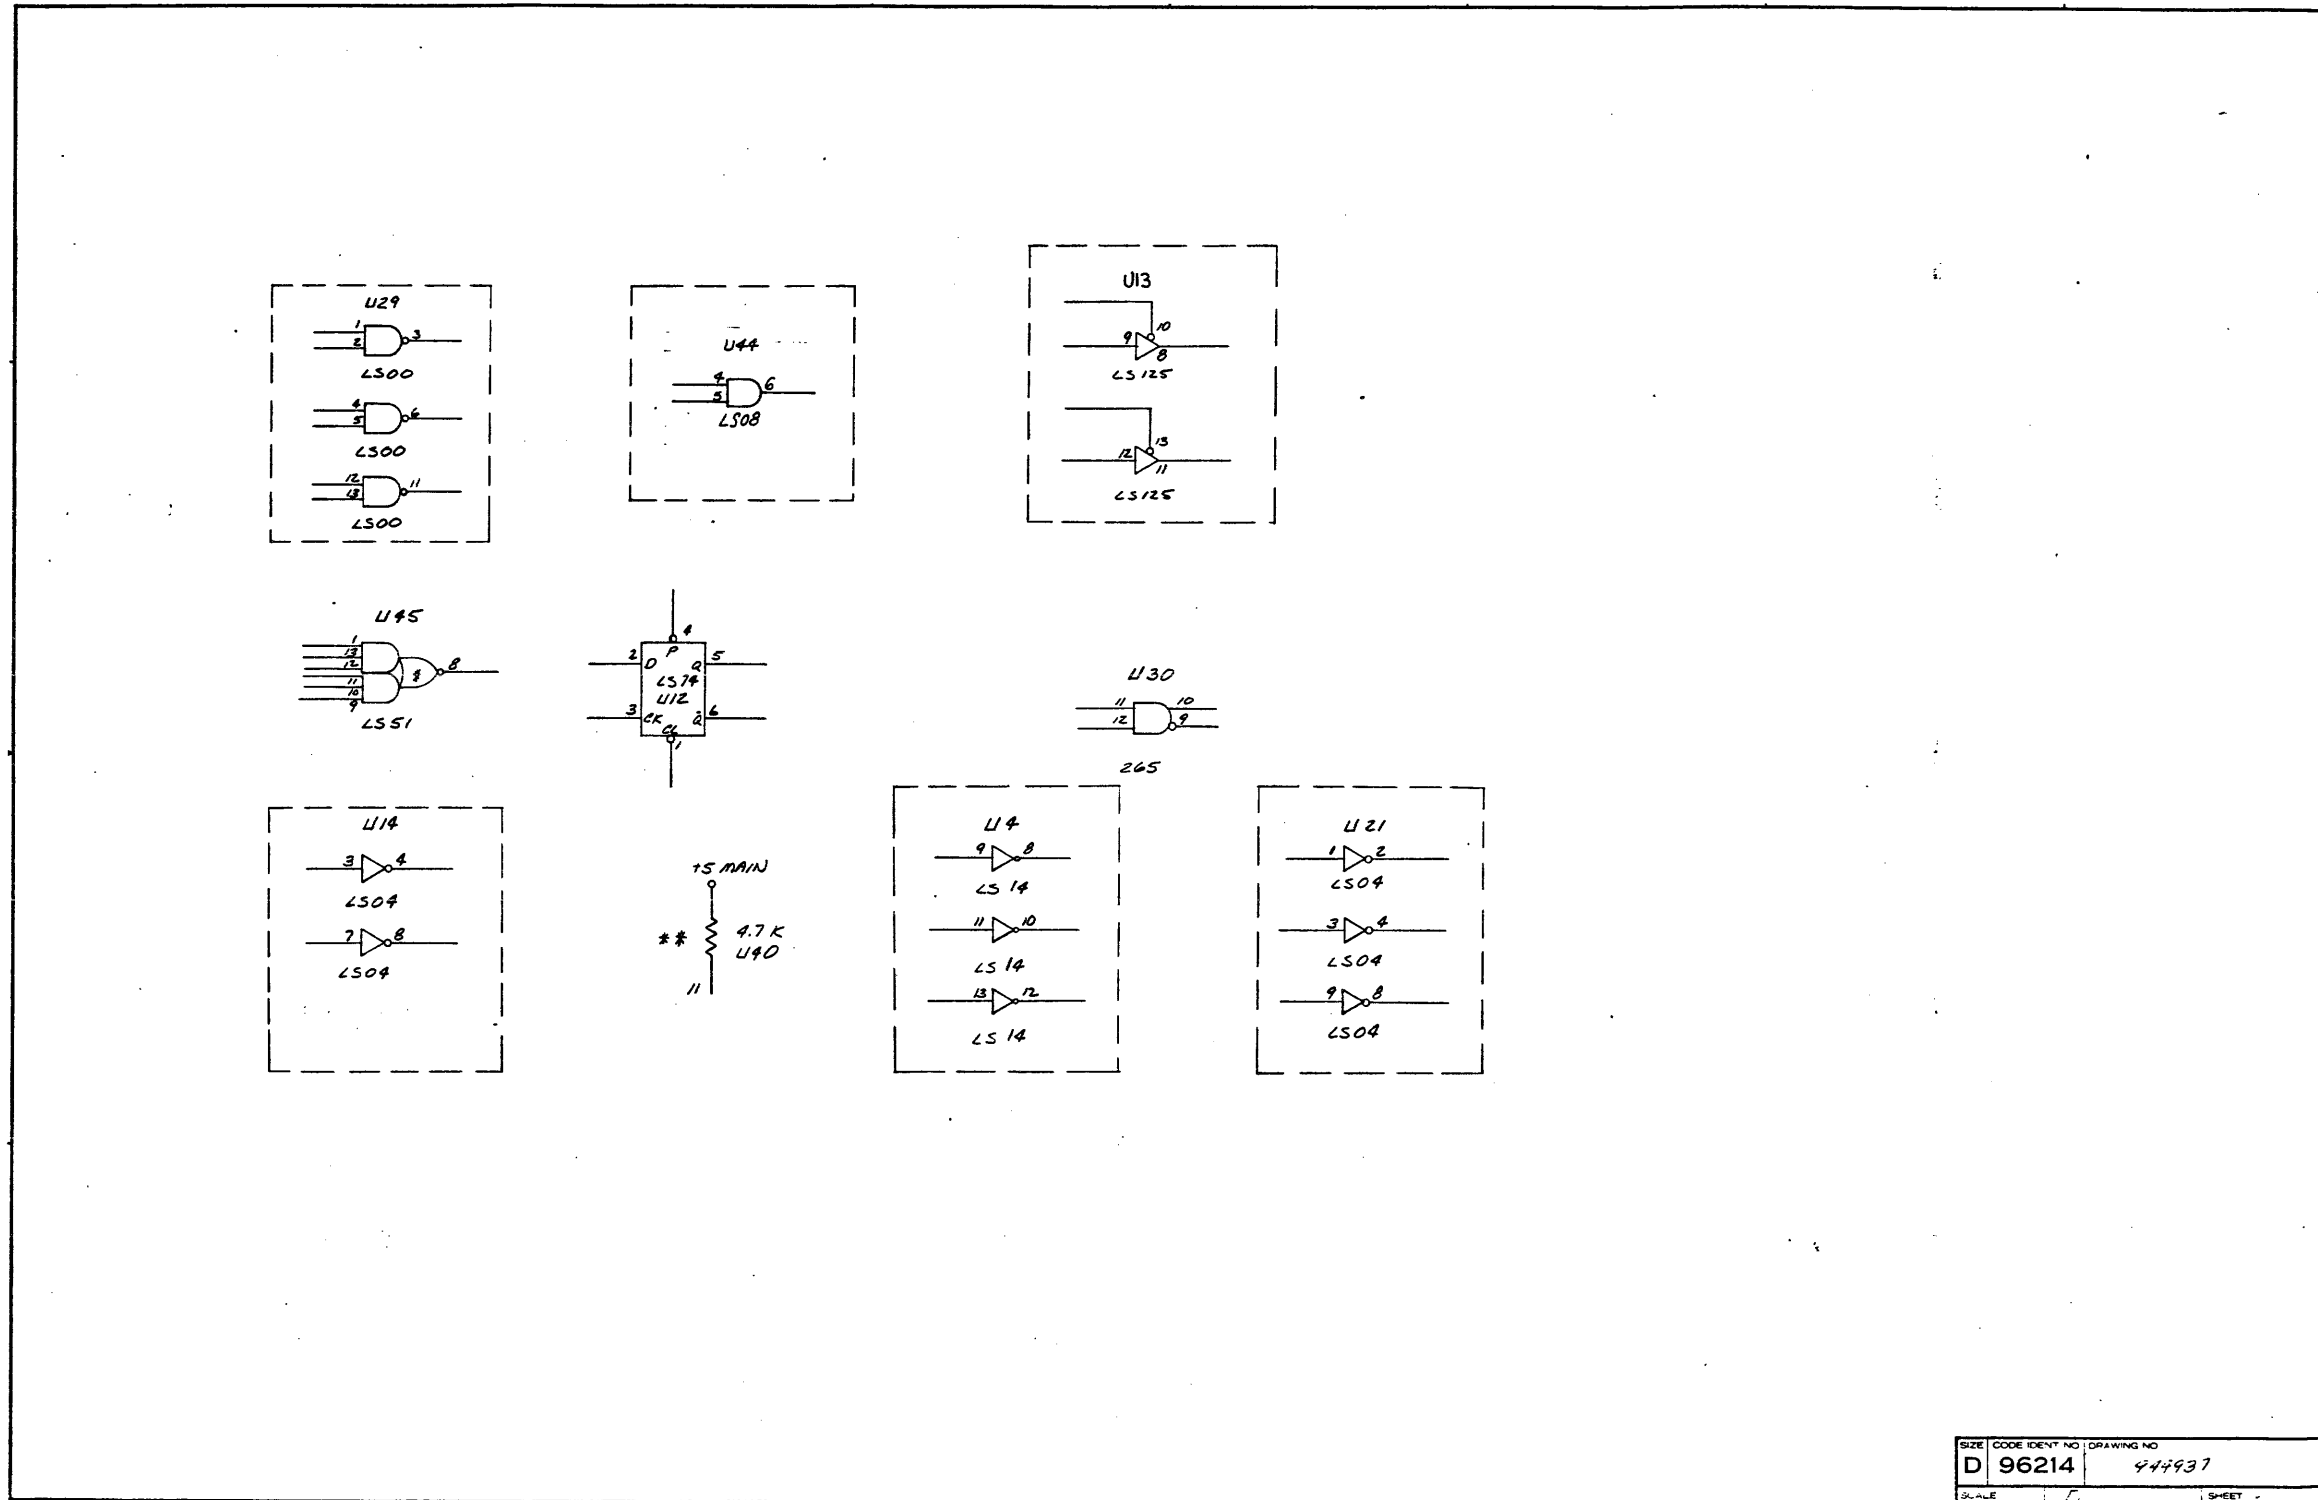 U29
1
2
3
LS00
4
5
6
LS00
12
13
11
LS00
U44
4
5
6
LS08
U13
10
9
8
LS125
13
12
11
LS125
U45
1
13
12
11
10
9
8
LS51
4
P
2 D Q 5
LS74
U12
3 CK Q̅ 6
CL
1
U30
11
12
10
9
265
U14
3 4
LS04
7 8
LS04
+5 MAIN
** 4.7 K
U40
11
U4
9 8
LS 14
11 10
LS 14
13 12
LS 14
U21
1 2
LS04
3 4
LS04
9 8
LS04
SIZE CODE IDENT NO DRAWING NO
D 96214 944937
SCALE SHEET